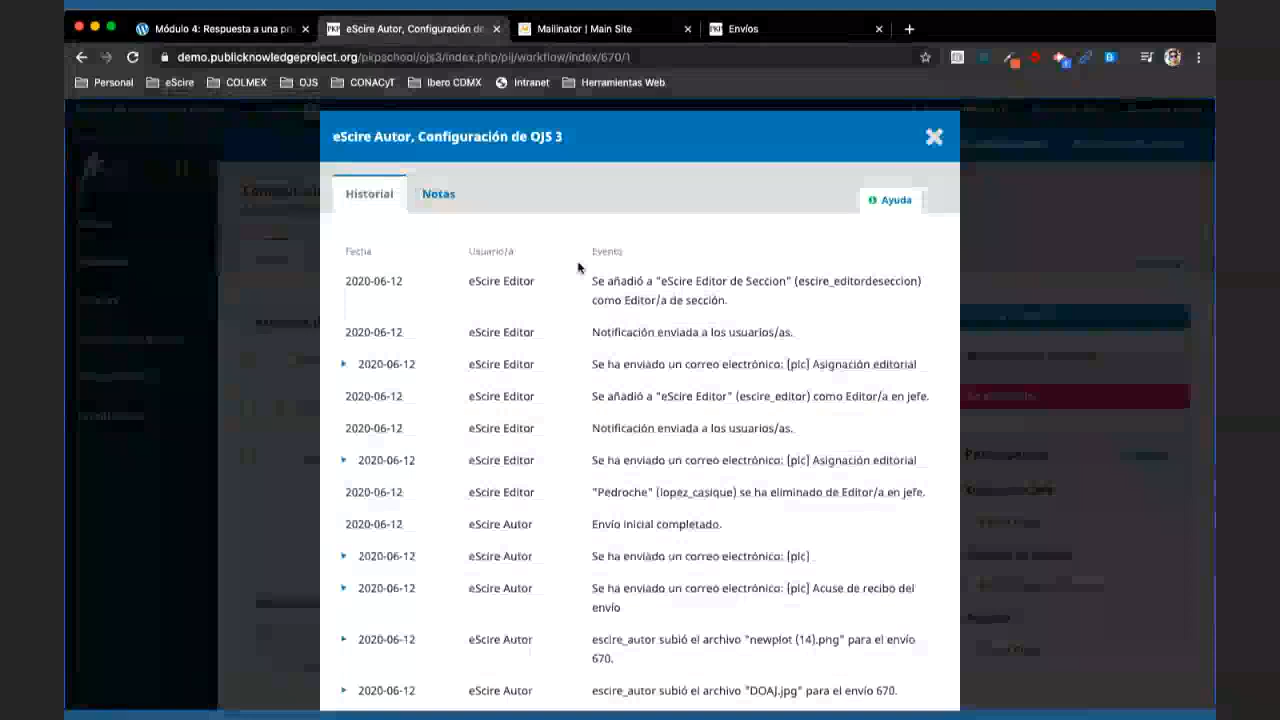 Módulo 4: Respuesta a una pr
eScire Autor, Configuración de
Mailinator | Main Site
Envíos
demo.publicknowledgeproject.org/pkpschool/ojs3/index.php/plj/workflow/index/670/1
Personal
eScire
COLMEX
OJS
CONACyT
Ibero CDMX
Intranet
Herramientas Web
eScire Autor, Configuración de OJS 3
Historial
Notas
Ayuda
Fecha Usuario/a Evento
2020-06-12 eScire Editor Se añadió a "eScire Editor de Seccion" (escire_editordeseccion)
como Editor/a de sección.
2020-06-12 eScire Editor Notificación enviada a los usuarios/as.
2020-06-12 eScire Editor Se ha enviado un correo electrónico: [plc] Asignación editorial
2020-06-12 eScire Editor Se añadió a "eScire Editor" (escire_editor) como Editor/a en jefe.
2020-06-12 eScire Editor Notificación enviada a los usuarios/as.
2020-06-12 eScire Editor Se ha enviado un correo electrónico: [plc] Asignación editorial
2020-06-12 eScire Editor "Pedroche" (lopez_casique) se ha eliminado de Editor/a en jefe.
2020-06-12 eScire Autor Envío inicial completado.
2020-06-12 eScire Autor Se ha enviado un correo electrónico: [plc]
2020-06-12 eScire Autor Se ha enviado un correo electrónico: [plc] Acuse de recibo del
envío
2020-06-12 eScire Autor escire_autor subió el archivo "newplot (14).png" para el envío
670.
2020-06-12 eScire Autor escire_autor subió el archivo "DOAJ.jpg" para el envío 670.